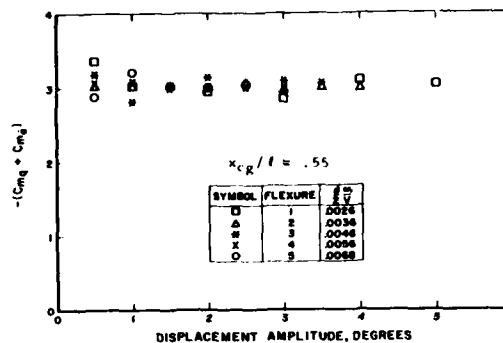 4
3
2
1
0
-(Cmq + Cmα̇)
xcg/ℓ = .55
SYMBOL FLEXURE
□ 1 .0026
△ 2 .0036
# 3 .0046
X 4 .0056
○ 5 .0068
0 1 2 3 4 5 6
DISPLACEMENT AMPLITUDE, DEGREES